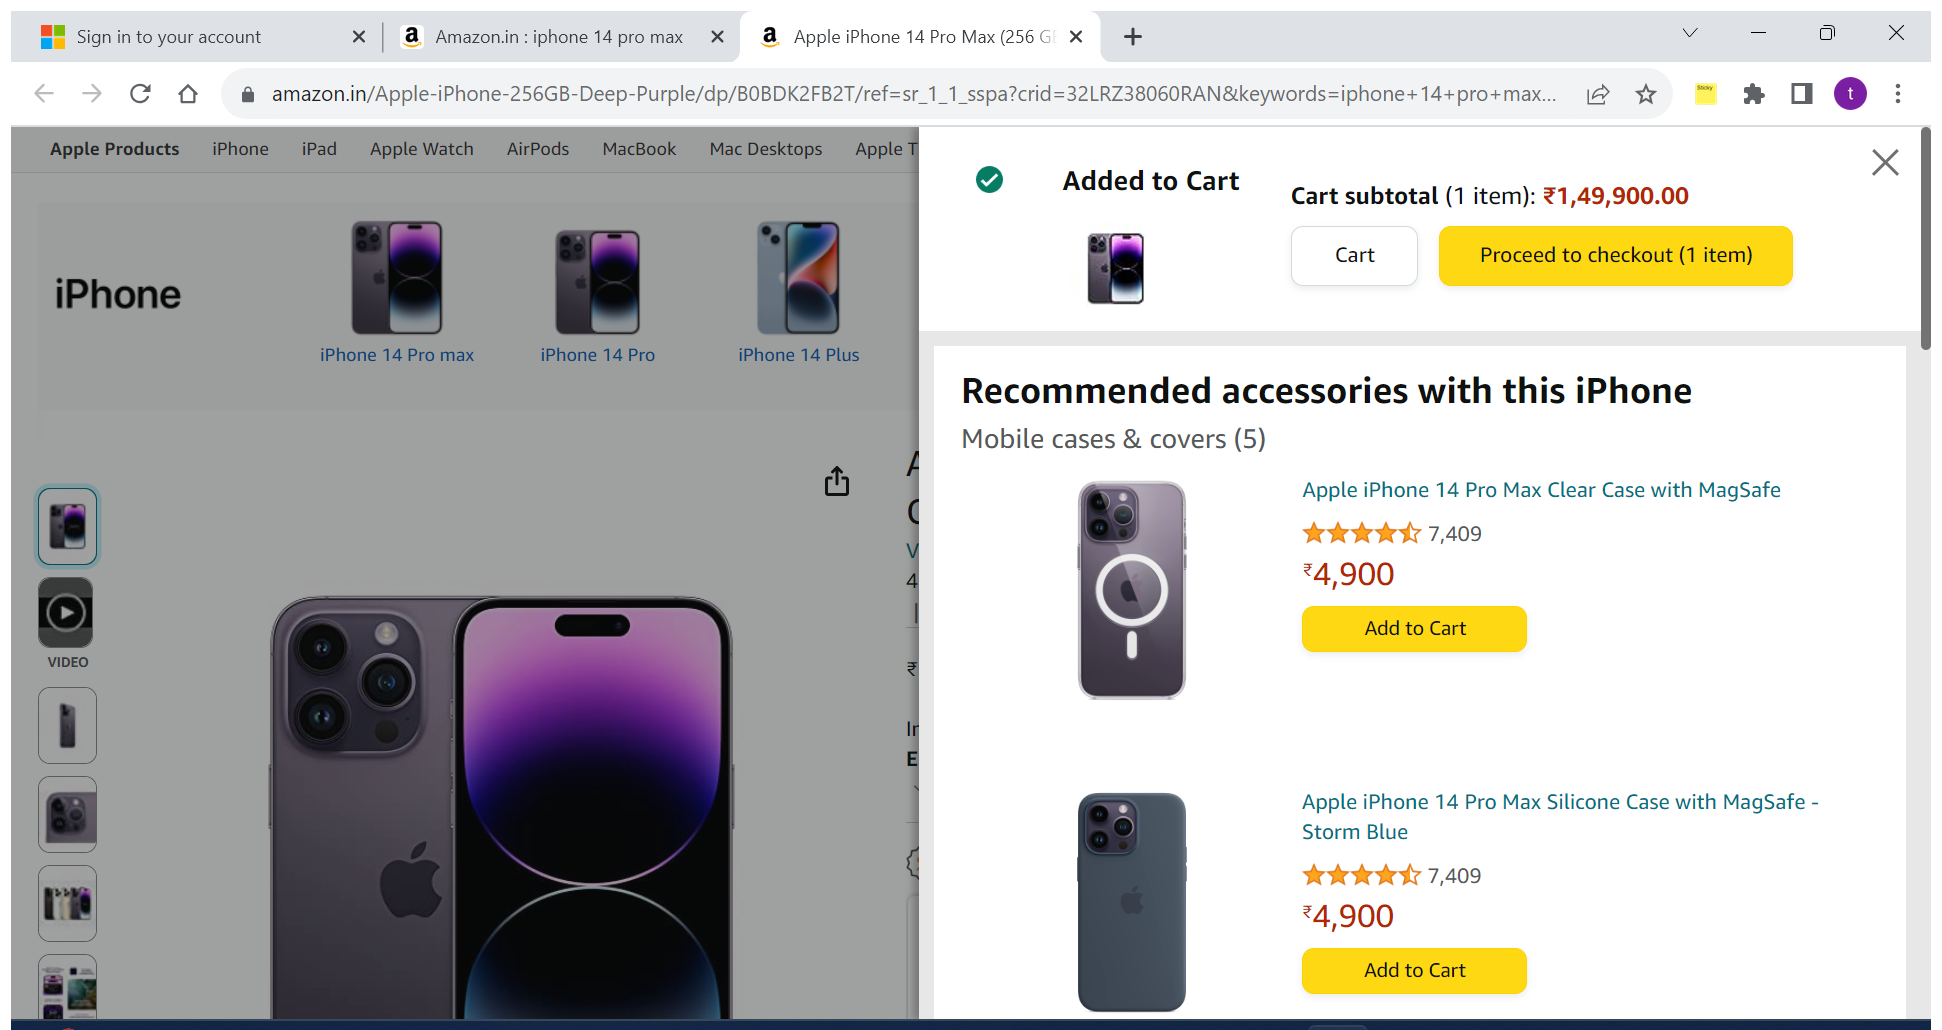 Sign in to your account
Amazon.in : iphone 14 pro max
Apple iPhone 14 Pro Max (256 G
amazon.in/Apple-iPhone-256GB-Deep-Purple/dp/B0BDK2FB2T/ref=sr_1_1_sspa?crid=32LRZ38060RAN&keywords=iphone+14+pro+max...
Sticky
t
Apple Products iPhone iPad Apple Watch AirPods MacBook Mac Desktops Apple T
iPhone
iPhone 14 Pro max
iPhone 14 Pro
iPhone 14 Plus
VIDEO
A
C
V
4
₹
In
E
Added to Cart
Cart subtotal (1 item): ₹1,49,900.00
Cart
Proceed to checkout (1 item)
Recommended accessories with this iPhone
Mobile cases & covers (5)
Apple iPhone 14 Pro Max Clear Case with MagSafe
7,409
₹4,900
Add to Cart
Apple iPhone 14 Pro Max Silicone Case with MagSafe -
Storm Blue
7,409
₹4,900
Add to Cart